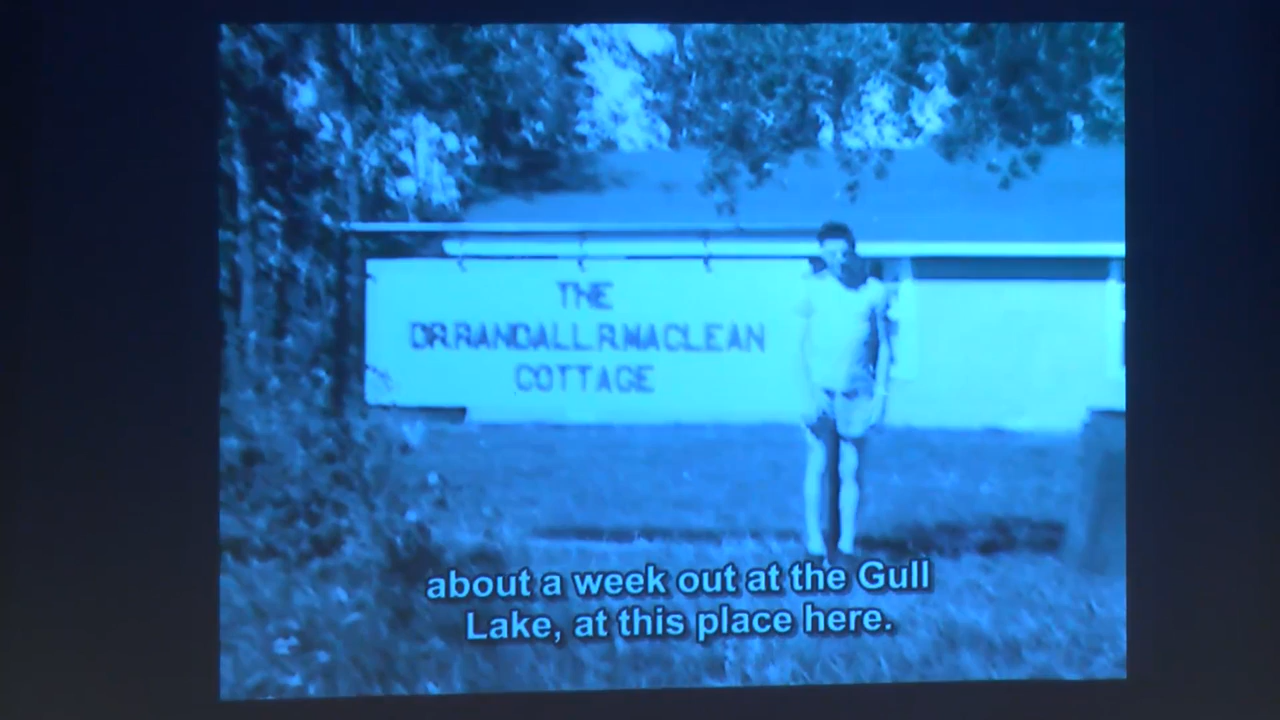 THE
DR. RANDALL R. MACLEAN
COTTAGE
about a week out at the Gull
Lake, at this place here.